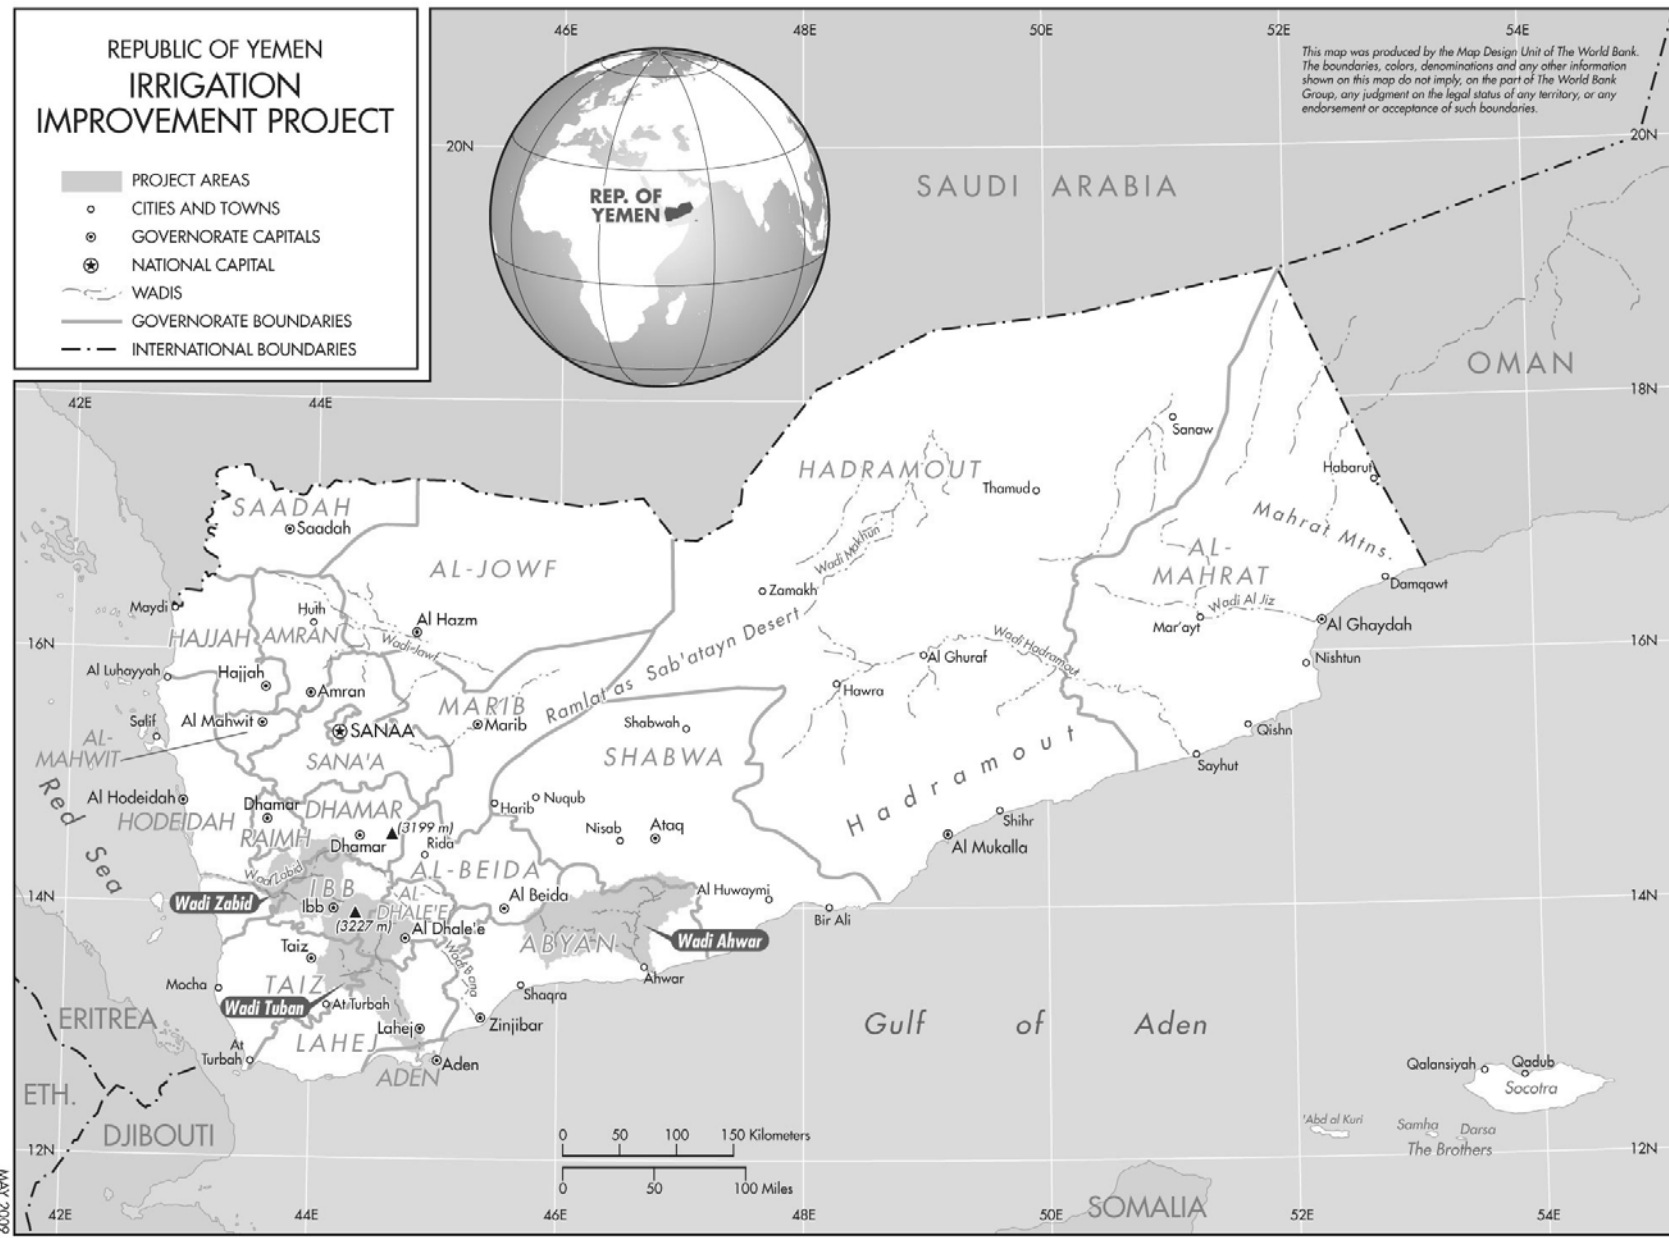 REPUBLIC OF YEMEN
IRRIGATION
IMPROVEMENT PROJECT
PROJECT AREAS
CITIES AND TOWNS
GOVERNORATE CAPITALS
NATIONAL CAPITAL
WADIS
GOVERNORATE BOUNDARIES
INTERNATIONAL BOUNDARIES
46E
48E
50E
52E
54E
This map was produced by the Map Design Unit of The World Bank.
The boundaries, colors, denominations and any other information
shown on this map do not imply, on the part of The World Bank
Group, any judgment on the legal status of any territory, or any
endorsement or acceptance of such boundaries.
20N
20N
REP. OF
YEMEN
SAUDI ARABIA
OMAN
18N
42E
44E
Sanaw
HADRAMOUT
Habarut
Thamud
SAADAH
Saadah
Mahrat Mtns.
Wadi Makhun
AL-
MAHRAT
AL-JOWF
Damqawt
Zamakh
Wadi Al Jiz
Maydi
Huth
Al Hazm
Mar'ayt
Al Ghaydah
HAJJAH
AMRAN
Wadi Jawf
16N
16N
Ramlat as Sab'atayn Desert
Wadi Hadramout
Al Ghuraf
Nishtun
Al Luhayyah
Hajjah
Amran
Hawra
MARIB
Marib
Salif
Al Mahwit
SANAA
Shabwah
Qishn
AL-
MAHWIT
SANA'A
SHABWA
Sayhut
Hadramout
Red Sea
Al Hodeidah
HODEIDAH
Dhamar
DHAMAR
Harib
Nuqub
Shihr
RAIMH
Dhamar
(3199 m)
Rida
Nisab
Ataq
Al Mukalla
Wadi Zabid
IBB
AL-BEIDA
14N
14N
Wadi Zabid
Ibb
AL-
DHALE'E
Al Beida
Al Huwaymi
Bir Ali
(3227 m)
Al Dhale'e
Taiz
ABYAN
Wadi Ahwar
Wadi Bana
Ahwar
Mocha
TAIZ
Shaqra
Wadi Tuban
At Turbah
ERITREA
Lahej
Zinjibar
Gulf of Aden
LAHEJ
At
Turbah
Aden
ADEN
Qalansiyah
Qadub
Socotra
ETH.
DJIBOUTI
'Abd al Kuri
Samha
Darsa
The Brothers
12N
12N
0 50 100 150 Kilometers
0 50 100 Miles
SOMALIA
42E
44E
46E
48E
50E
52E
54E
MAY 2009